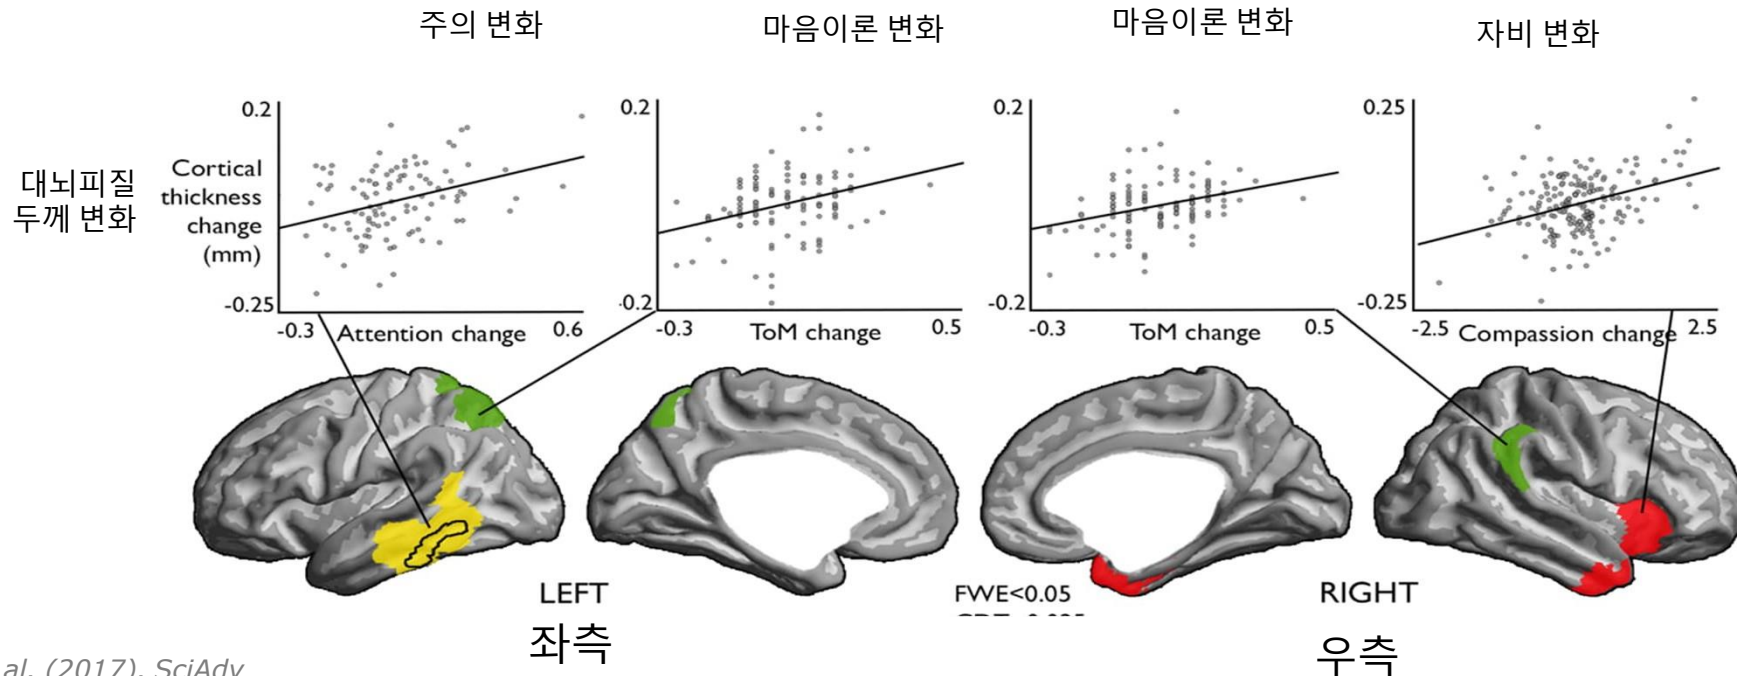 주의 변화
마음이론 변화
마음이론 변화
자비 변화
대뇌피질
두께 변화
Cortical
thickness
change
(mm)
0.2
-0.25
-0.3
Attention change
0.6
0.2
-0.2
-0.3
ToM change
0.5
0.2
-0.2
-0.3
ToM change
0.5
0.25
-0.25
-2.5
Compassion change
2.5
LEFT
좌측
FWE<0.05
RIGHT
우측
al. (2017). SciAdv